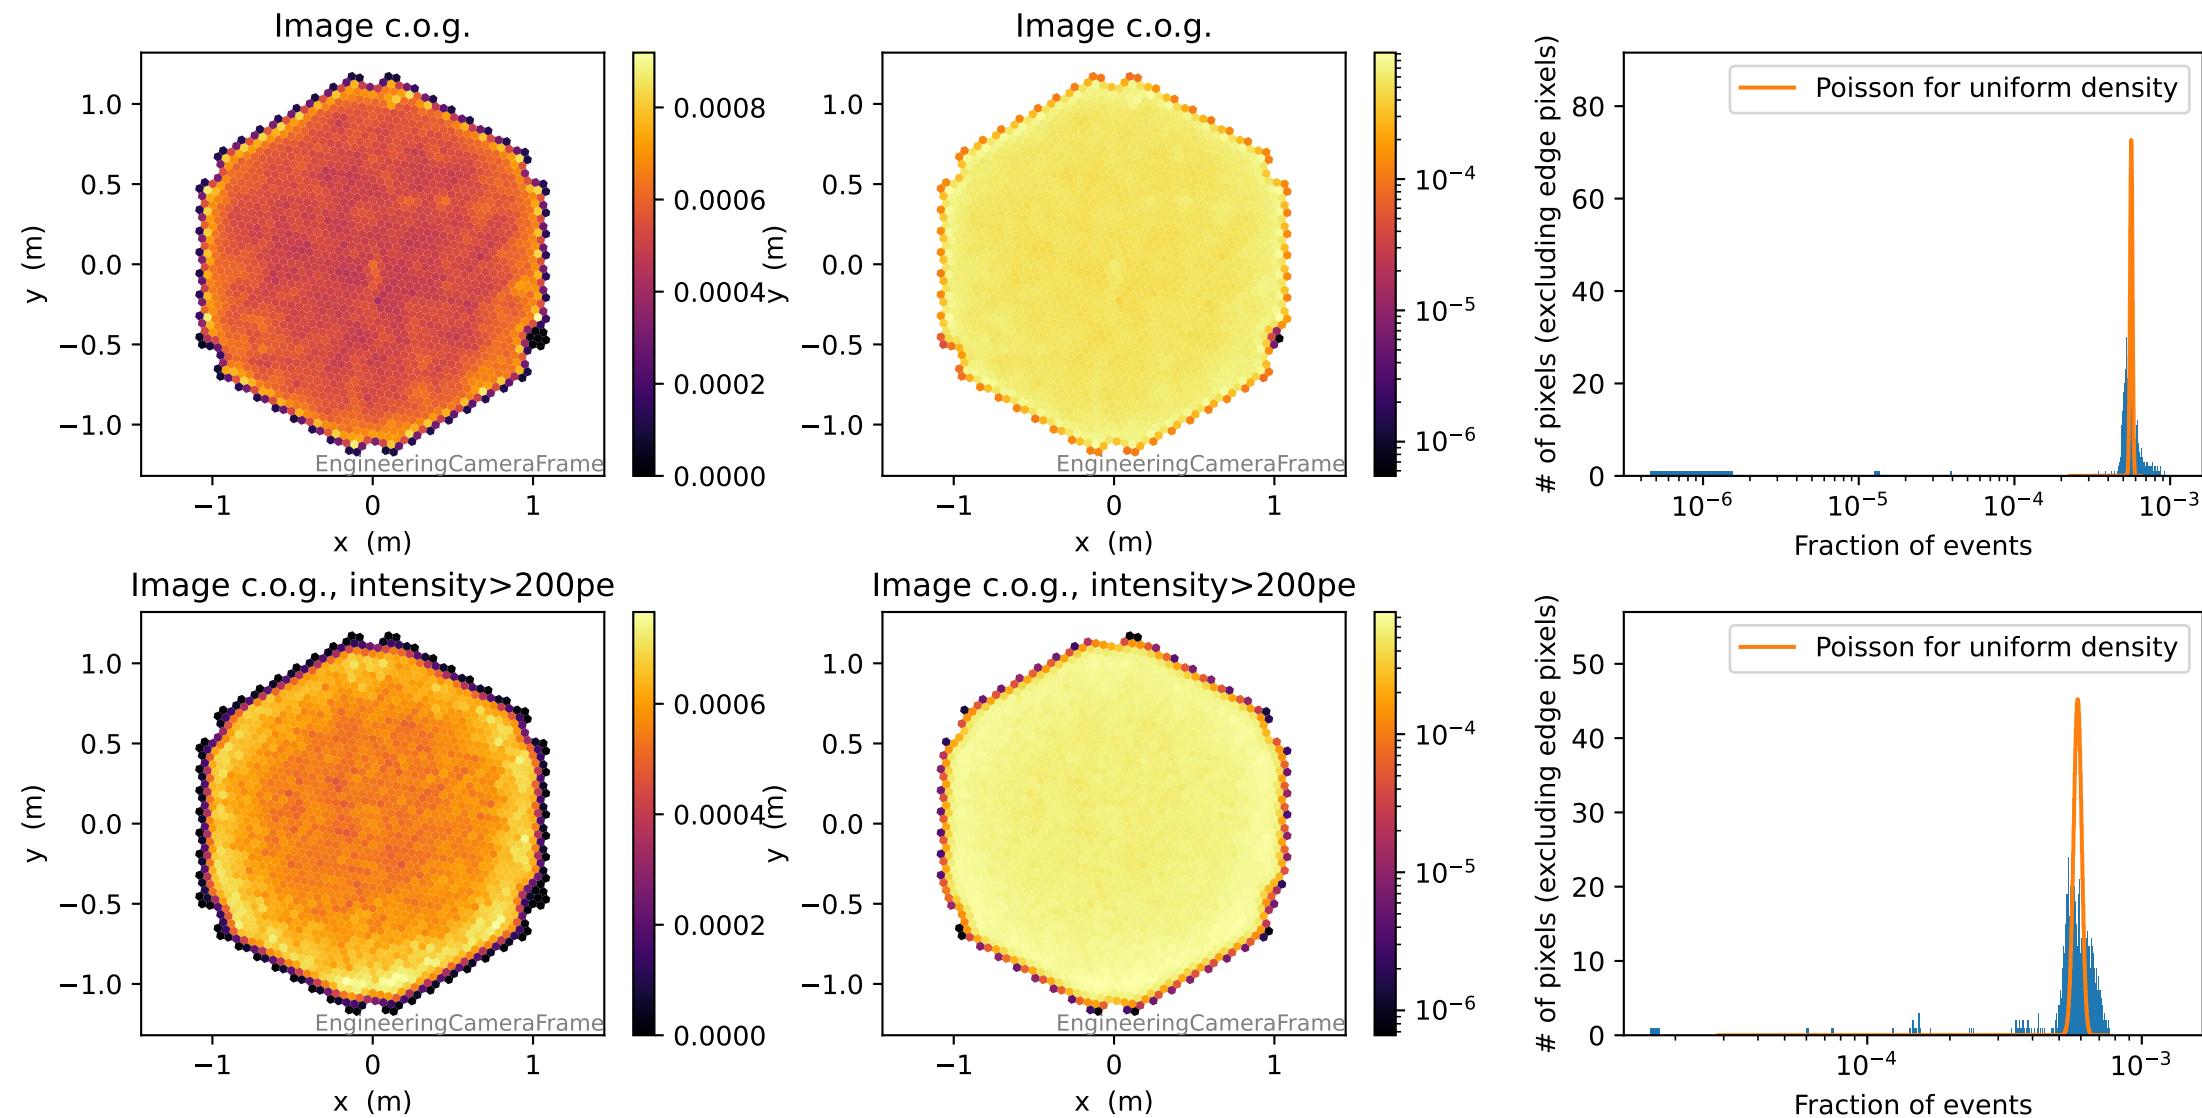 Image c.o.g.
1.0
0.5
0.0
−0.5
−1.0
y (m)
−1
0
1
x (m)
EngineeringCameraFrame
0.0008
0.0006
0.0004
0.0002
0.0000
Image c.o.g.
1.0
0.5
0.0
−0.5
−1.0
y (m)
−1
0
1
x (m)
EngineeringCameraFrame
10⁻⁴
10⁻⁵
10⁻⁶
Poisson for uniform density
80
60
40
20
0
# of pixels (excluding edge pixels)
10⁻⁶
10⁻⁵
10⁻⁴
10⁻³
Fraction of events
Image c.o.g., intensity>200pe
1.0
0.5
0.0
−0.5
−1.0
y (m)
−1
0
1
x (m)
EngineeringCameraFrame
0.0006
0.0004
0.0002
0.0000
Image c.o.g., intensity>200pe
1.0
0.5
0.0
−0.5
−1.0
y (m)
−1
0
1
x (m)
EngineeringCameraFrame
10⁻⁴
10⁻⁵
10⁻⁶
Poisson for uniform density
50
40
30
20
10
0
# of pixels (excluding edge pixels)
10⁻⁴
10⁻³
Fraction of events